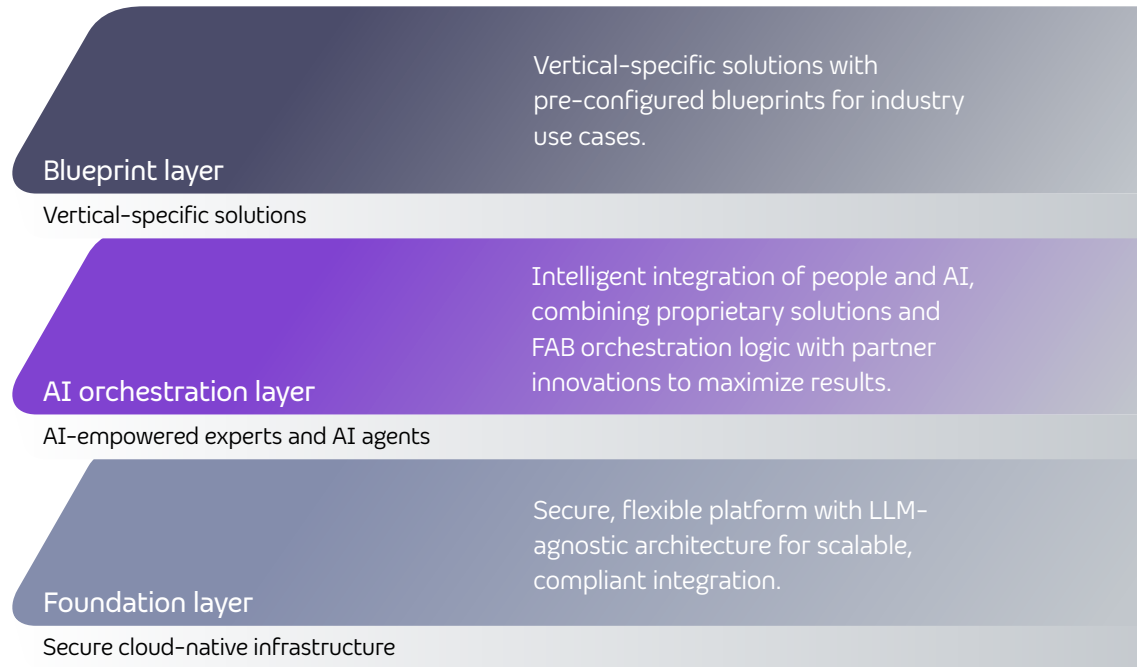 Vertical-specific solutions with
pre-configured blueprints for industry
use cases.
Blueprint layer
Vertical-specific solutions
Intelligent integration of people and AI,
combining proprietary solutions and
FAB orchestration logic with partner
innovations to maximize results.
AI orchestration layer
AI-empowered experts and AI agents
Secure, flexible platform with LLM-
agnostic architecture for scalable,
compliant integration.
Foundation layer
Secure cloud-native infrastructure